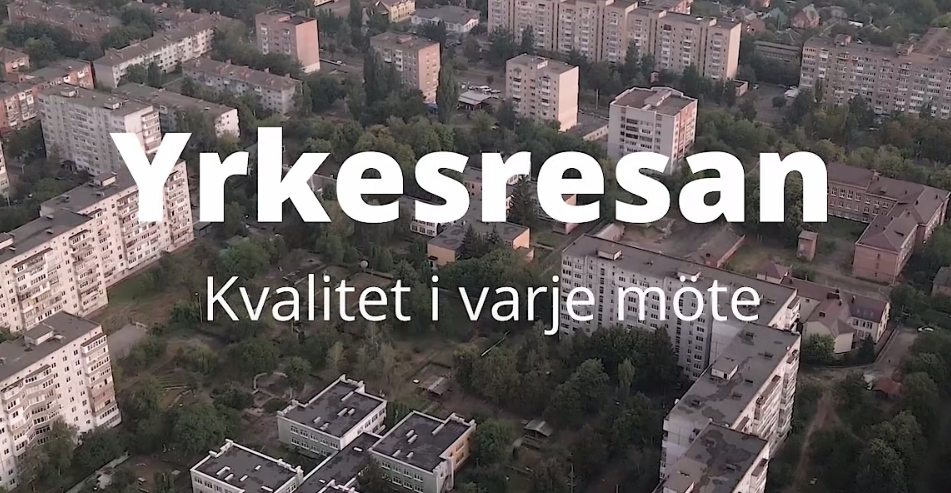 Yrkesresan
Kvalitet i varje möte